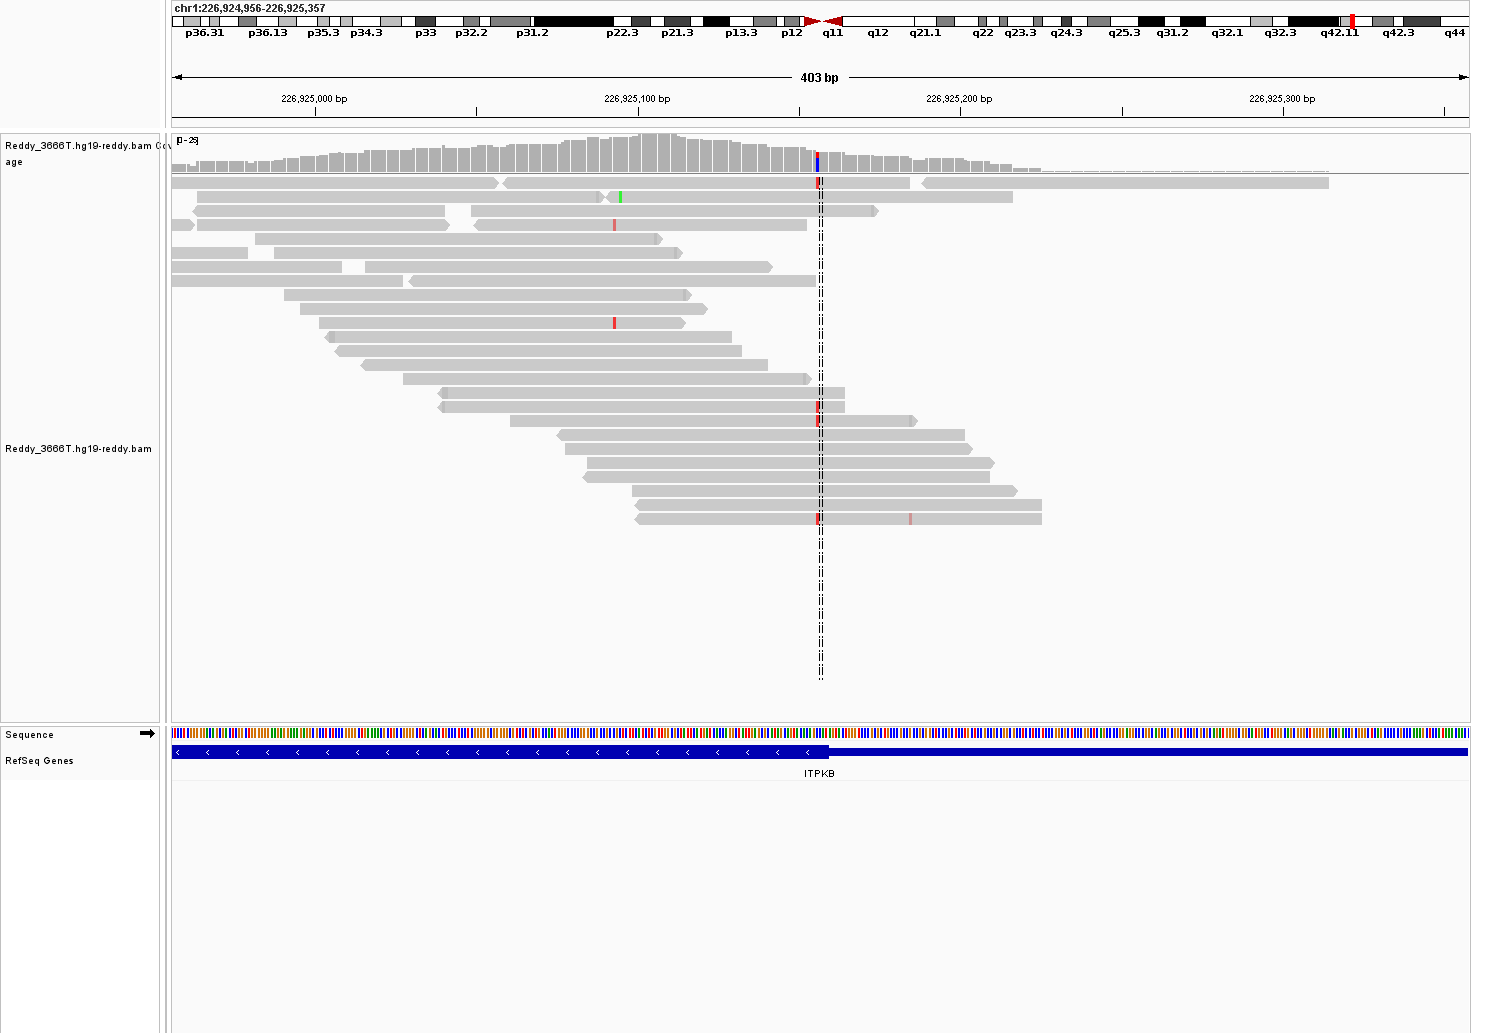 chr1:226,924,956-226,925,357
p36.31 p36.13 p35.3 p34.3 p33 p32.2 p31.2 p22.3 p21.3 p13.3 p12 q11 q12 q21.1 q22 q23.3 q24.3 q25.3 q31.2 q32.1 q32.3 q42.11 q42.3 q44
403 bp
226,925,000 bp 226,925,100 bp 226,925,200 bp 226,925,300 bp
Reddy_3666T.hg19-reddy.bam Cov
age
[0-25]
Reddy_3666T.hg19-reddy.bam
Sequence
RefSeq Genes
ITPKB